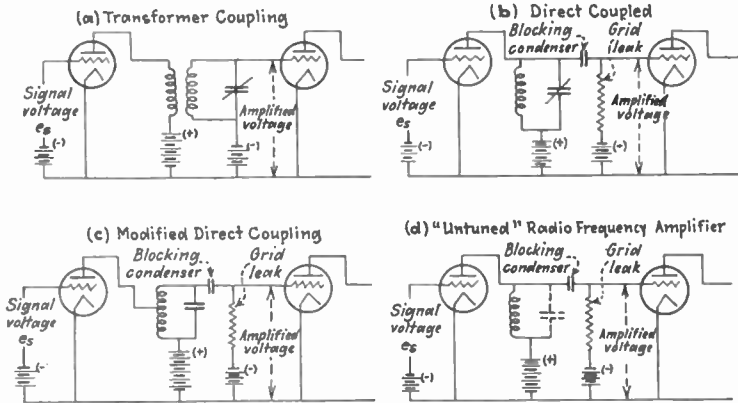 (a) Transformer Coupling
Signal
voltage
es
(-)
(+)
(-)
Amplified
voltage
(b) Direct Coupled
Blocking
condenser
Grid
leak
Signal
voltage
es
(-)
(+)
(-)
Amplified
voltage
(c) Modified Direct Coupling
Blocking
condenser
Grid
leak
Signal
voltage
es
(-
(+)
(-)
Amplified
voltage
(d) "Untuned" Radio Frequency Amplifier
Blocking
condenser
Grid
leak
Signal
voltage
es
(-)
(+)
(-)
Amplified
voltage